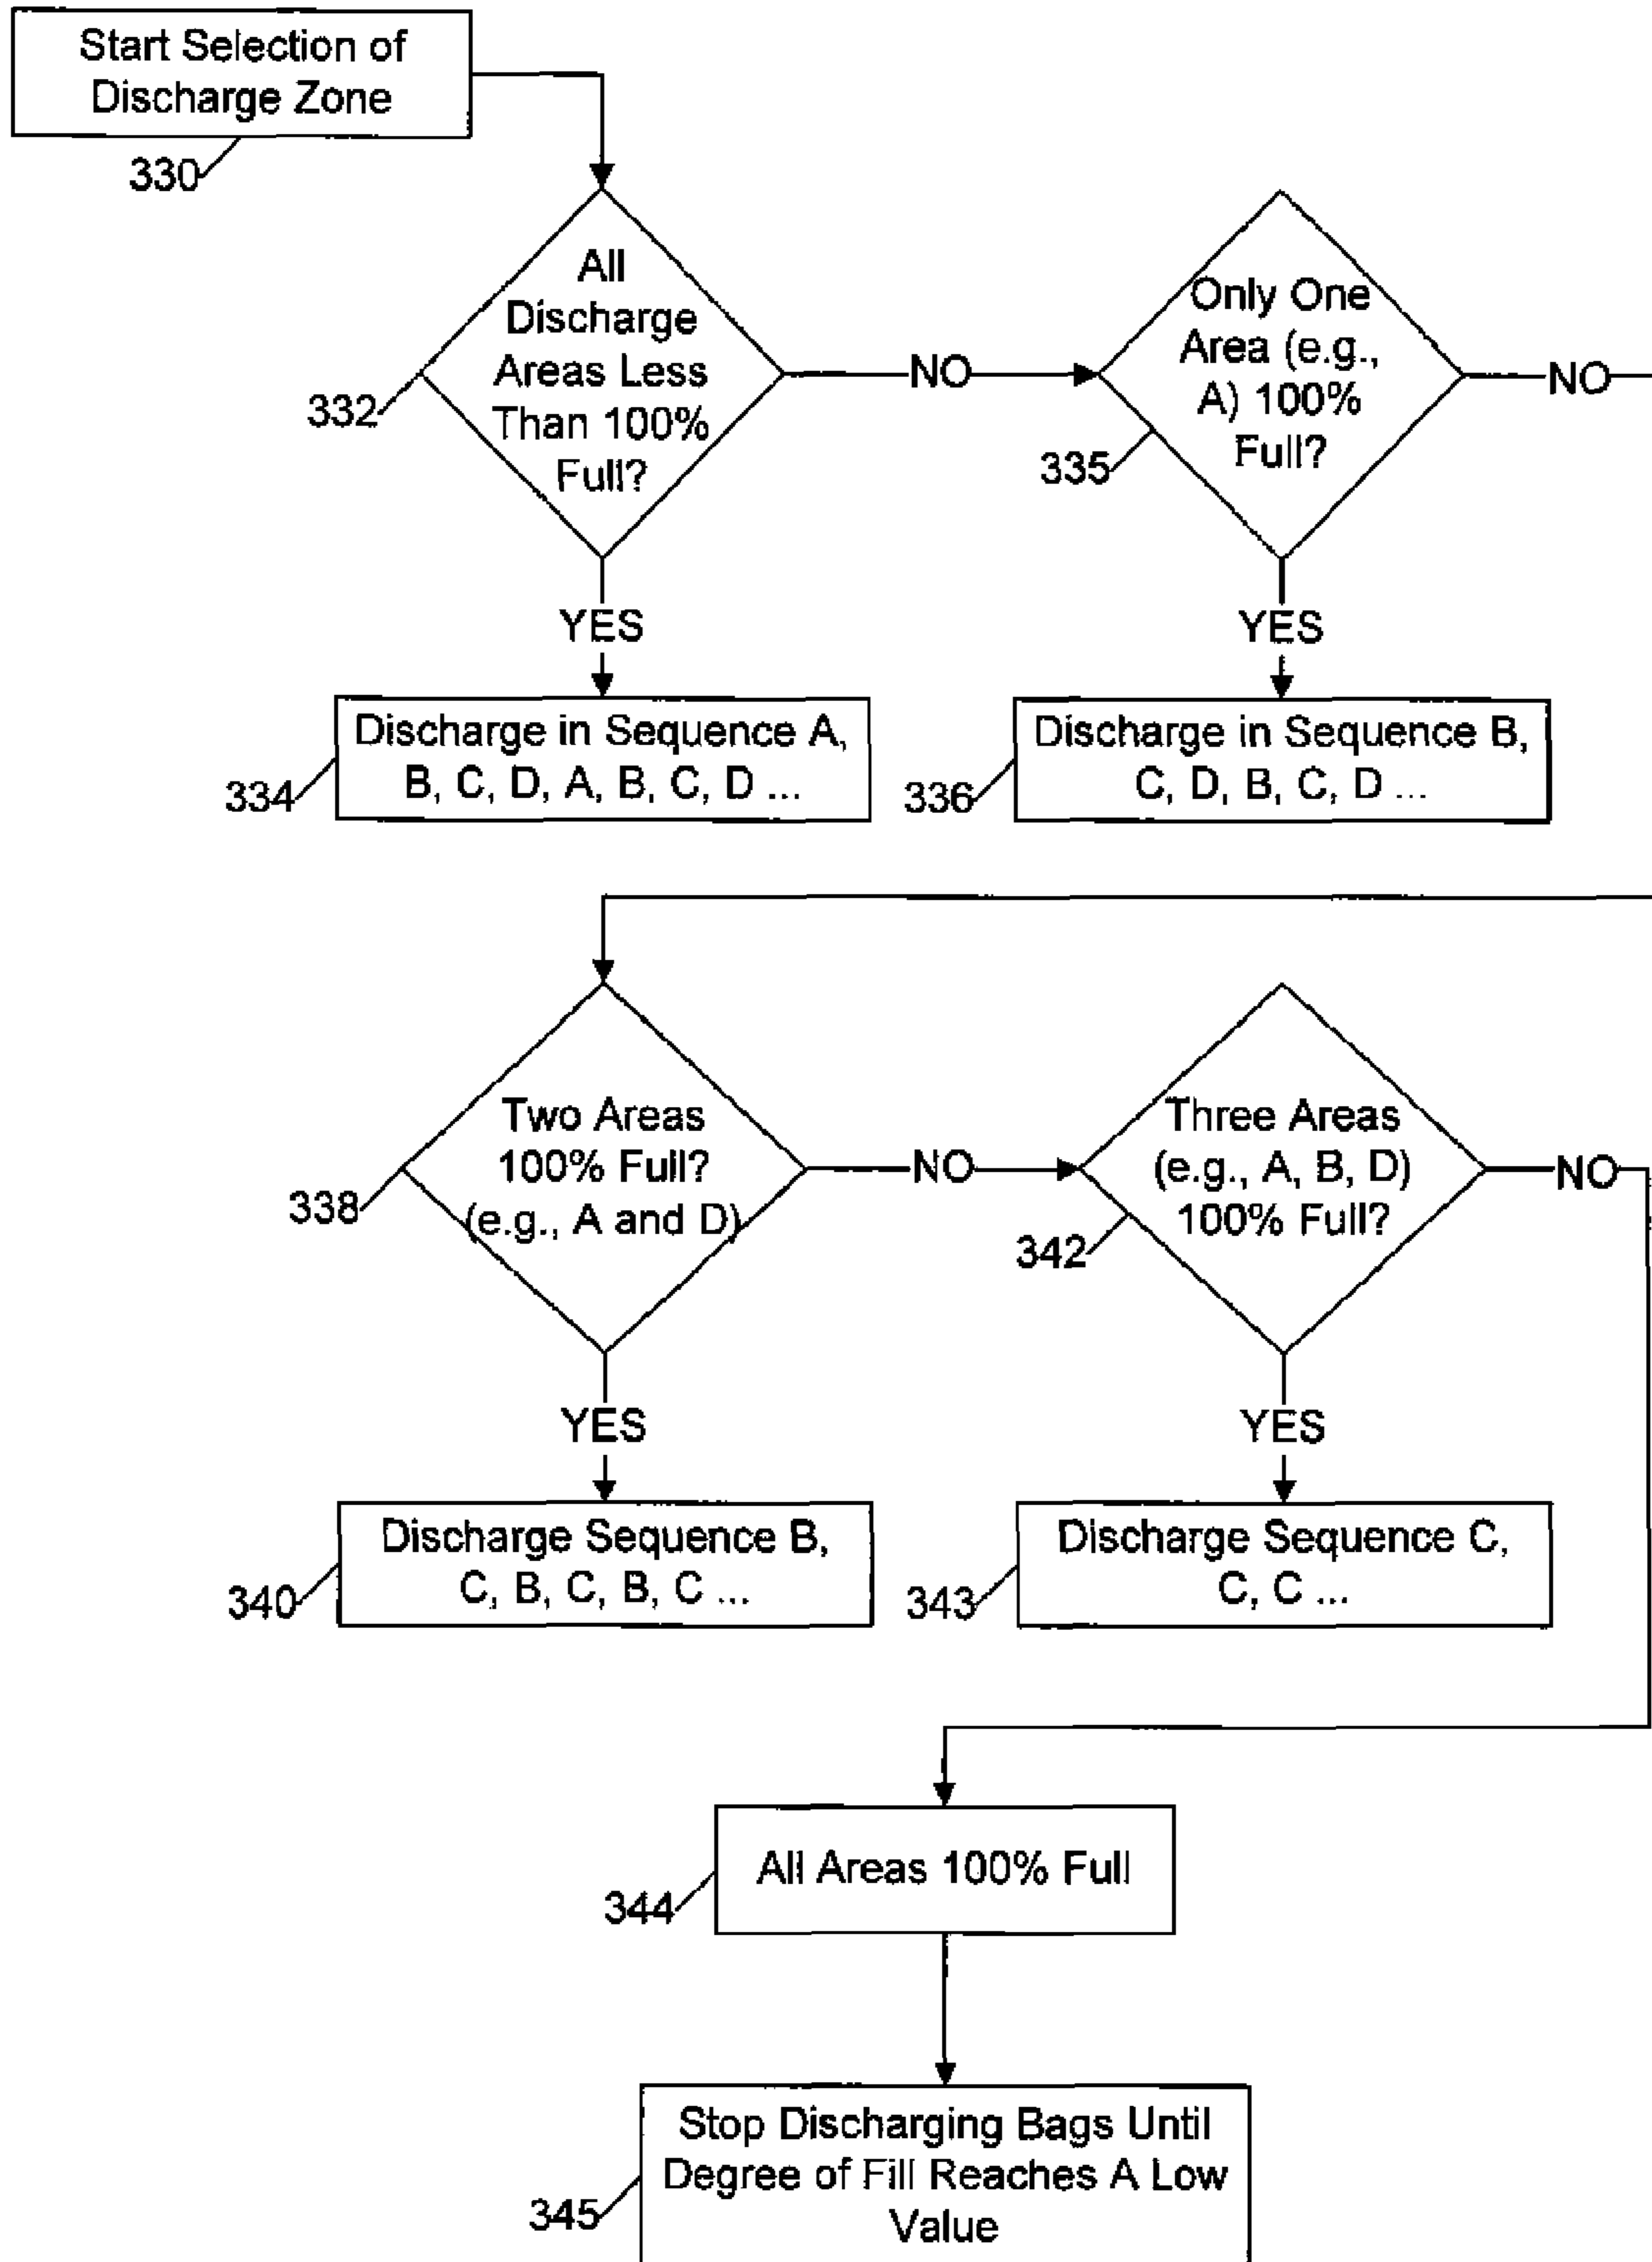 Start Selection of
Discharge Zone
330
All
Discharge
Areas Less
Than 100%
Full?
332
NO
Only One
Area (e.g.,
A) 100%
Full?
335
NO
YES
YES
Discharge in Sequence A,
B, C, D, A, B, C, D ...
334
Discharge in Sequence B,
C, D, B, C, D ...
336
Two Areas
100% Full?
(e.g., A and D)
338
NO
Three Areas
(e.g., A, B, D)
100% Full?
342
NO
YES
YES
Discharge Sequence B,
C, B, C, B, C ...
340
Discharge Sequence C,
C, C ...
343
All Areas 100% Full
344
Stop Discharging Bags Until
Degree of Fill Reaches A Low
Value
345